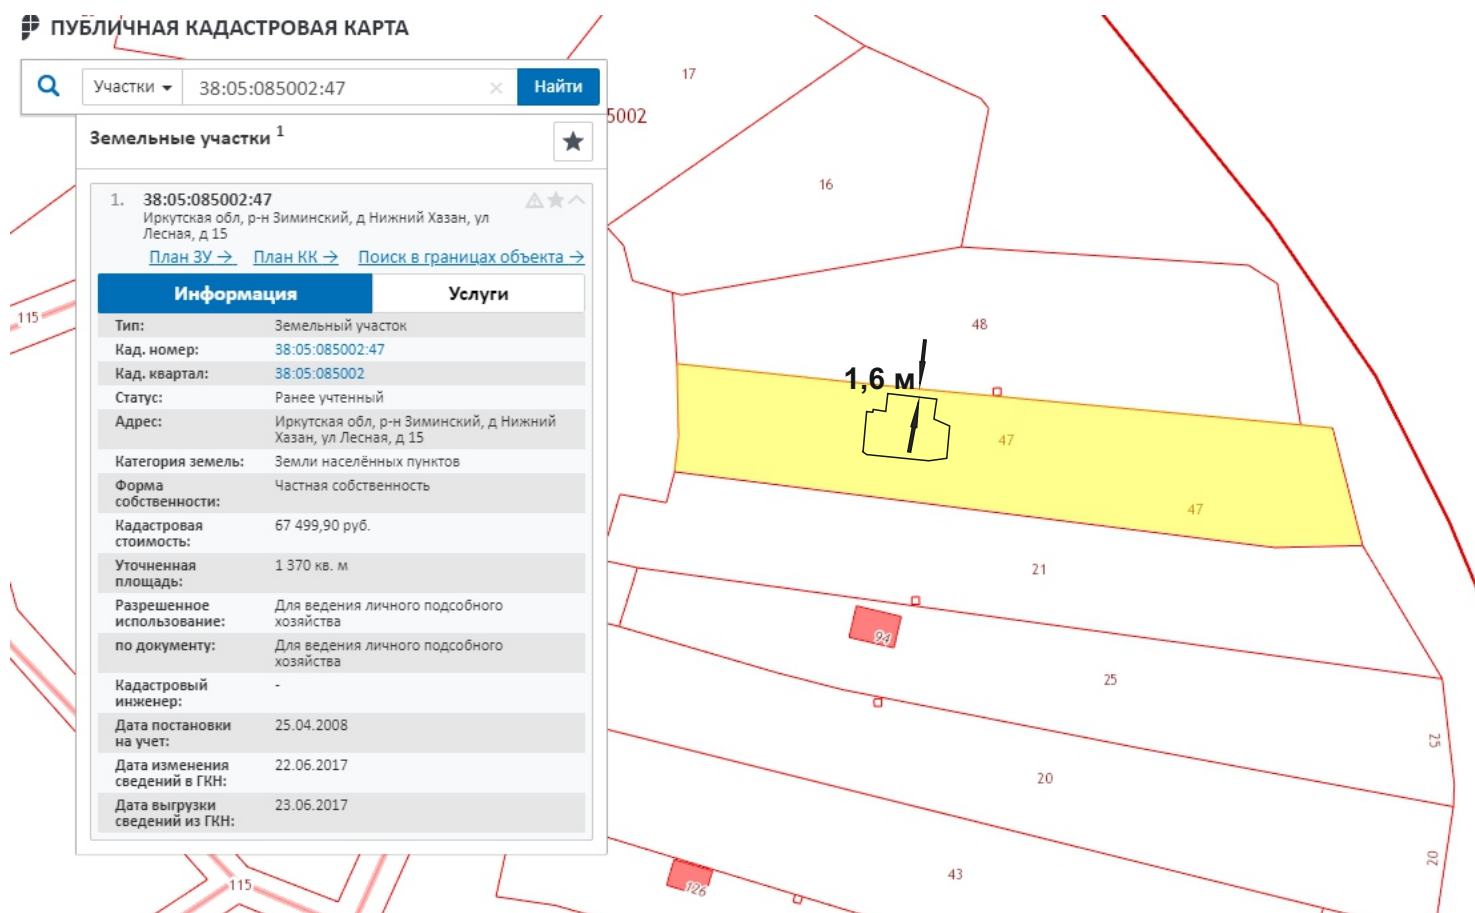 ПУБЛИЧНАЯ КАДАСТРОВАЯ КАРТА
Участки 38:05:085002:47 Найти
Земельные участки 1
1. 38:05:085002:47
Иркутская обл, р-н Зиминский, д Нижний Хазан, ул
Лесная, д 15
План ЗУ → План КК → Поиск в границах объекта →
Информация Услуги
Тип: Земельный участок
Кад. номер: 38:05:085002:47
Кад. квартал: 38:05:085002
Статус: Ранее учтенный
Адрес: Иркутская обл, р-н Зиминский, д Нижний
Хазан, ул Лесная, д 15
Категория земель: Земли населённых пунктов
Форма Частная собственность
собственности:
Кадастровая 67 499,90 руб.
стоимость:
Уточненная 1 370 кв. м
площадь:
Разрешенное Для ведения личного подсобного
использование: хозяйства
по документу: Для ведения личного подсобного
хозяйства
Кадастровый -
инженер:
Дата постановки 25.04.2008
на учет:
Дата изменения 22.06.2017
сведений в ГКН:
Дата выгрузки 23.06.2017
сведений из ГКН:
115
115
17
5002
16
48
1,6 м
47
47
21
94
25
25
20
20
43
126